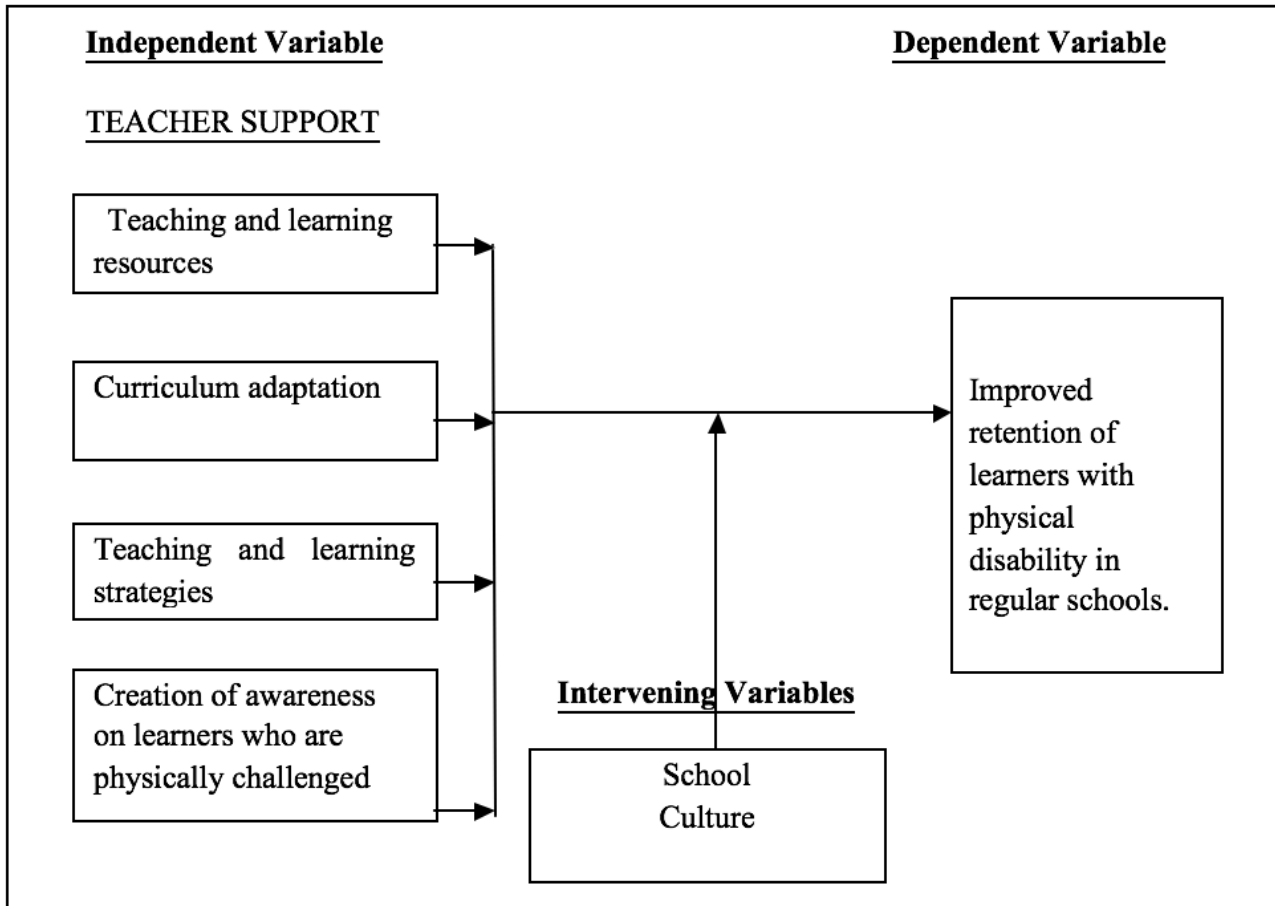 Independent Variable
Dependent Variable
TEACHER SUPPORT
Teaching and learning
resources
Curriculum adaptation
Teaching and learning
strategies
Creation of awareness
on learners who are
physically challenged
Intervening Variables
School
Culture
Improved
retention of
learners with
physical
disability in
regular schools.